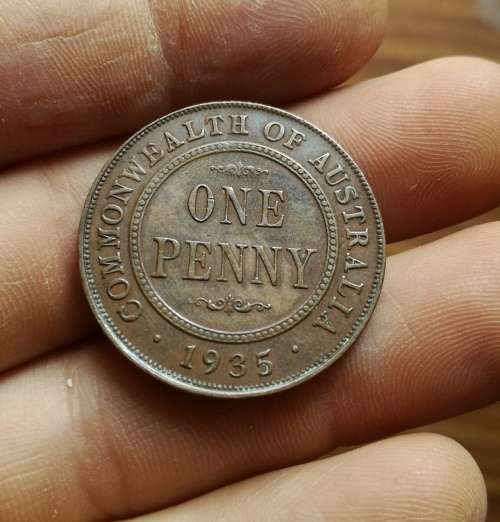 COMMONWEALTH OF AUSTRALIA
ONE
PENNY
· 1935 ·